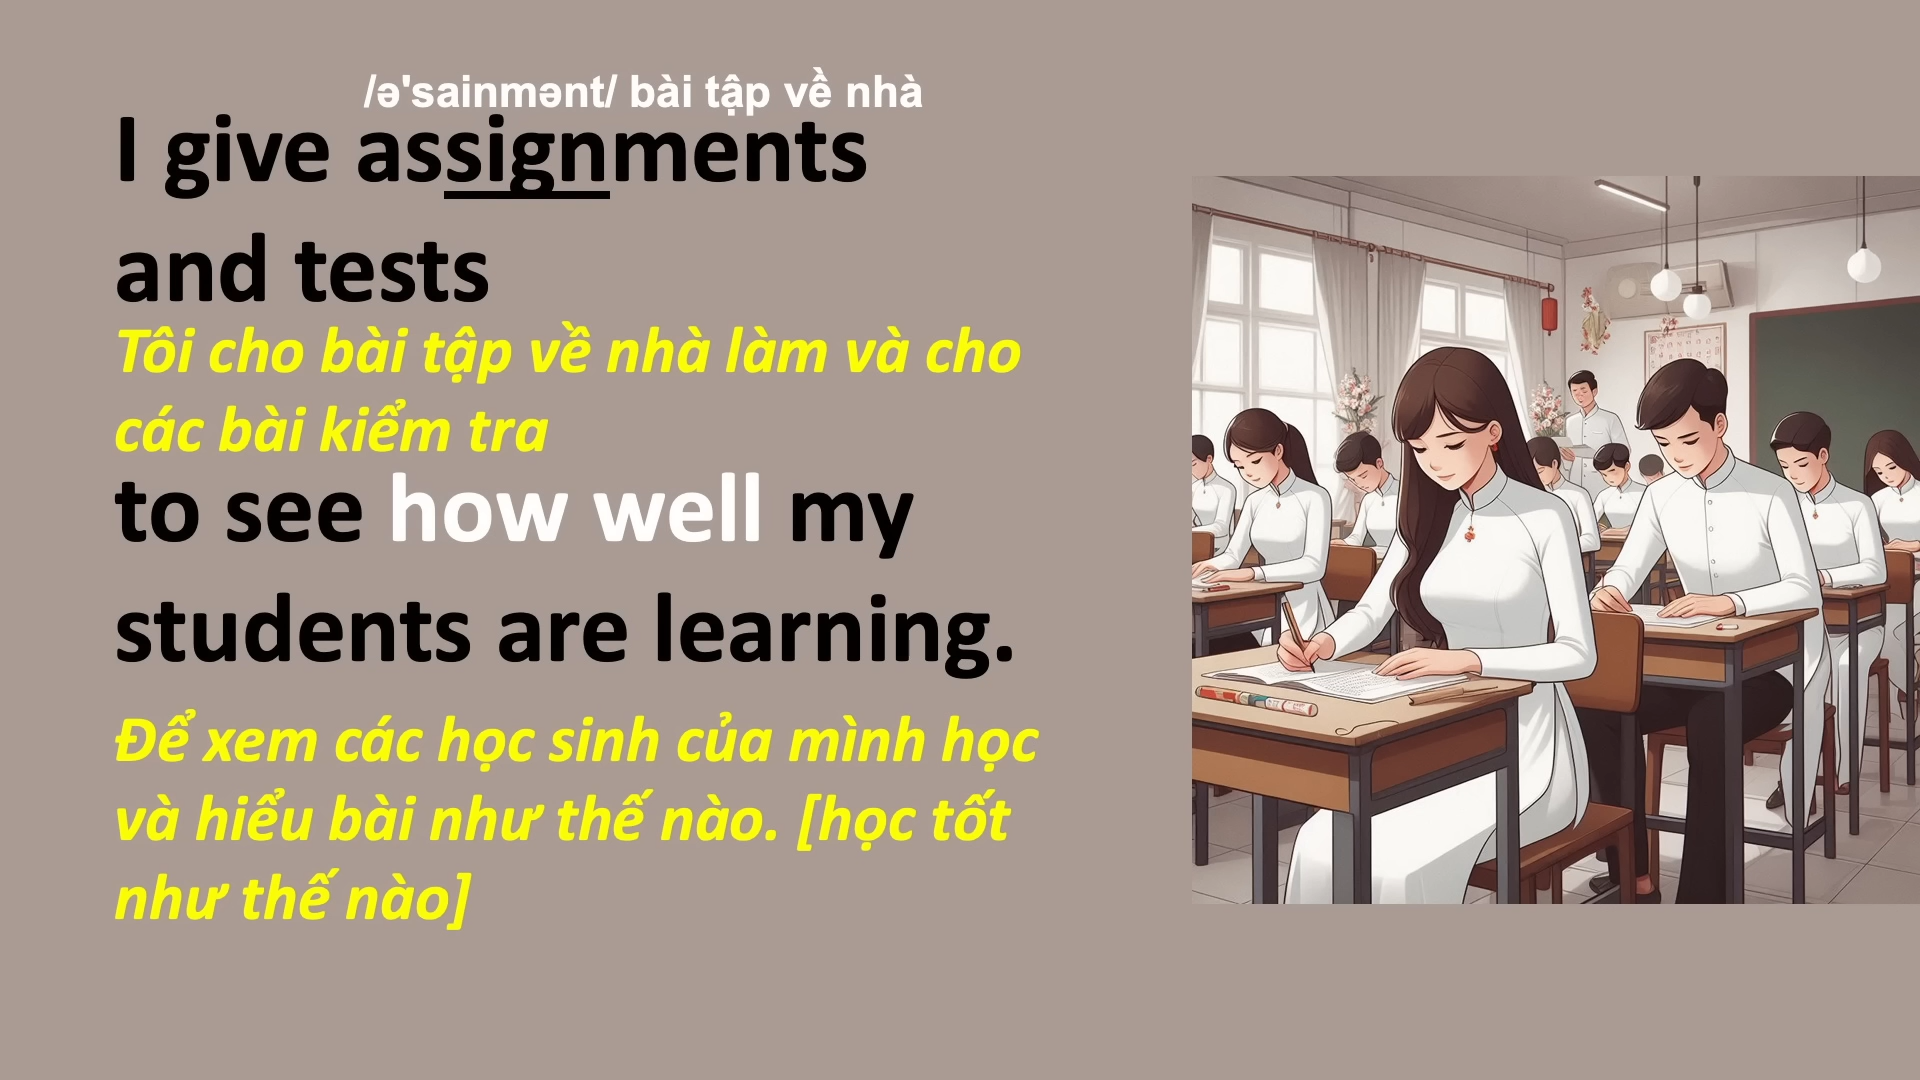 /ə'sainmənt/ bài tập về nhà
I give assignments
and tests
Tôi cho bài tập về nhà làm và cho
các bài kiểm tra
to see how well my
students are learning.
Để xem các học sinh của mình học
và hiểu bài như thế nào. [học tốt
như thế nào]